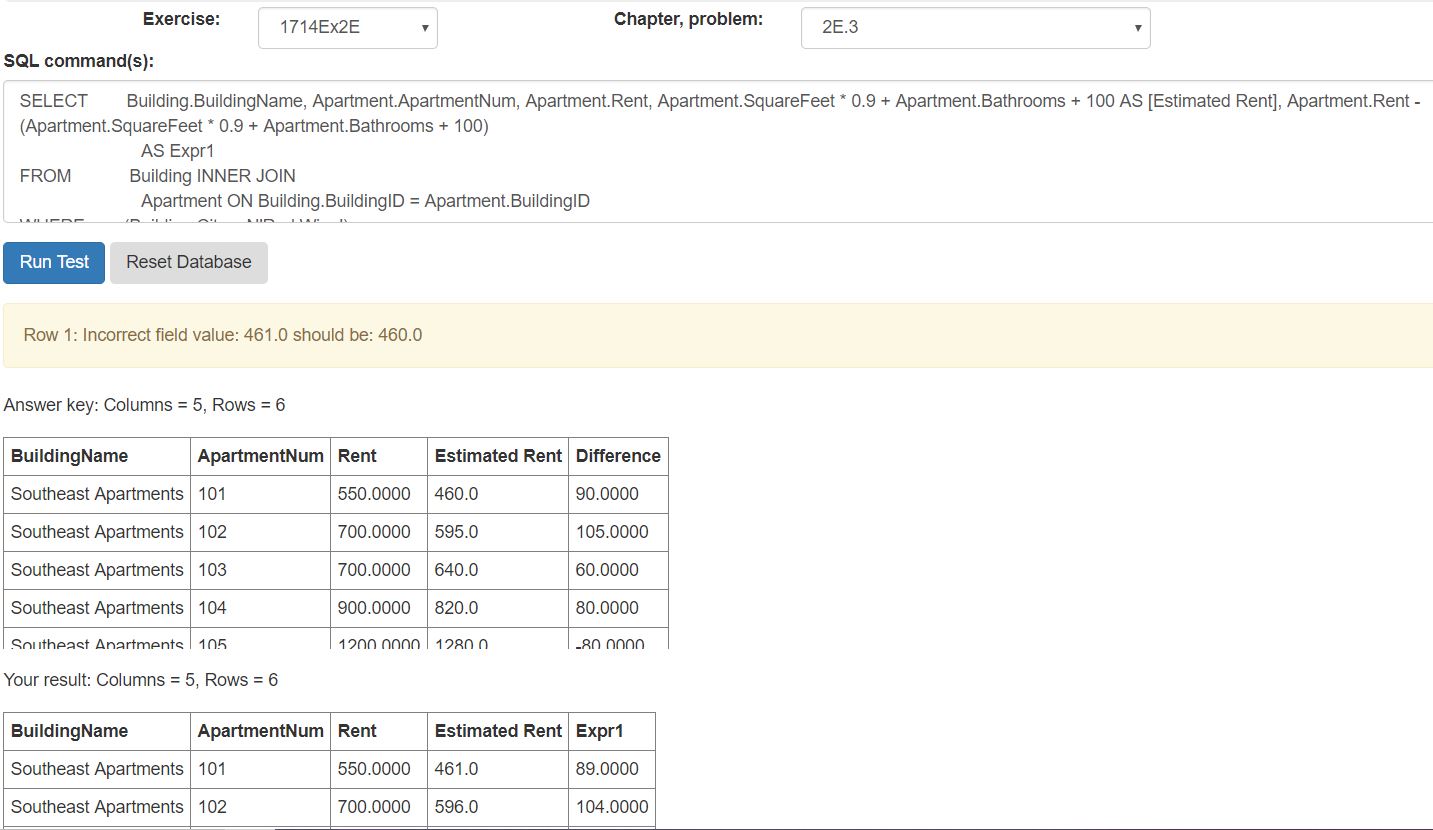 Exercise: 1714Ex2E Chapter, problem: 2E.3
SQL command(s):
SELECT Building.BuildingName, Apartment.ApartmentNum, Apartment.Rent, Apartment.SquareFeet * 0.9 + Apartment.Bathrooms + 100 AS [Estimated Rent], Apartment.Rent -
(Apartment.SquareFeet * 0.9 + Apartment.Bathrooms + 100)
AS Expr1
FROM Building INNER JOIN
Apartment ON Building.BuildingID = Apartment.BuildingID
WHERE
Run Test Reset Database
Row 1: Incorrect field value: 461.0 should be: 460.0
Answer key: Columns = 5, Rows = 6
BuildingName ApartmentNum Rent Estimated Rent Difference
Southeast Apartments 101 550.0000 460.0 90.0000
Southeast Apartments 102 700.0000 595.0 105.0000
Southeast Apartments 103 700.0000 640.0 60.0000
Southeast Apartments 104 900.0000 820.0 80.0000
Southeast Apartments 105 1200.0000 1280.0 -80.0000
Your result: Columns = 5, Rows = 6
BuildingName ApartmentNum Rent Estimated Rent Expr1
Southeast Apartments 101 550.0000 461.0 89.0000
Southeast Apartments 102 700.0000 596.0 104.0000